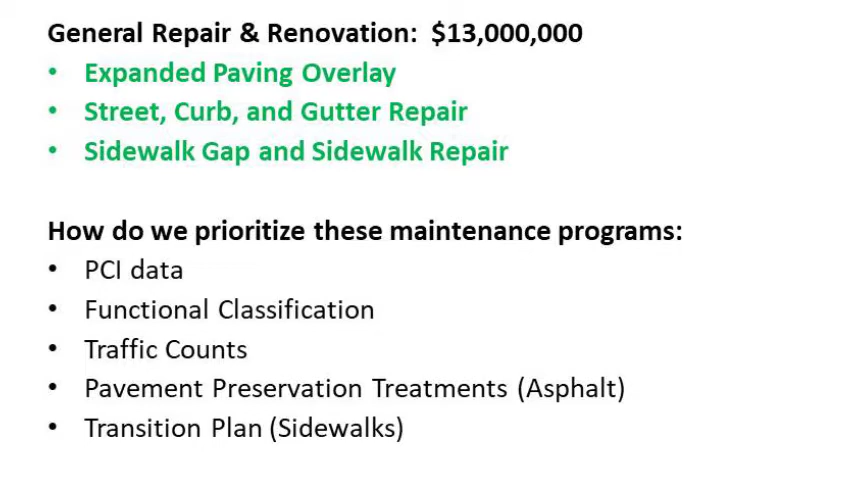 General Repair & Renovation: $13,000,000
• Expanded Paving Overlay
• Street, Curb, and Gutter Repair
• Sidewalk Gap and Sidewalk Repair
How do we prioritize these maintenance programs:
• PCI data
• Functional Classification
• Traffic Counts
• Pavement Preservation Treatments (Asphalt)
• Transition Plan (Sidewalks)